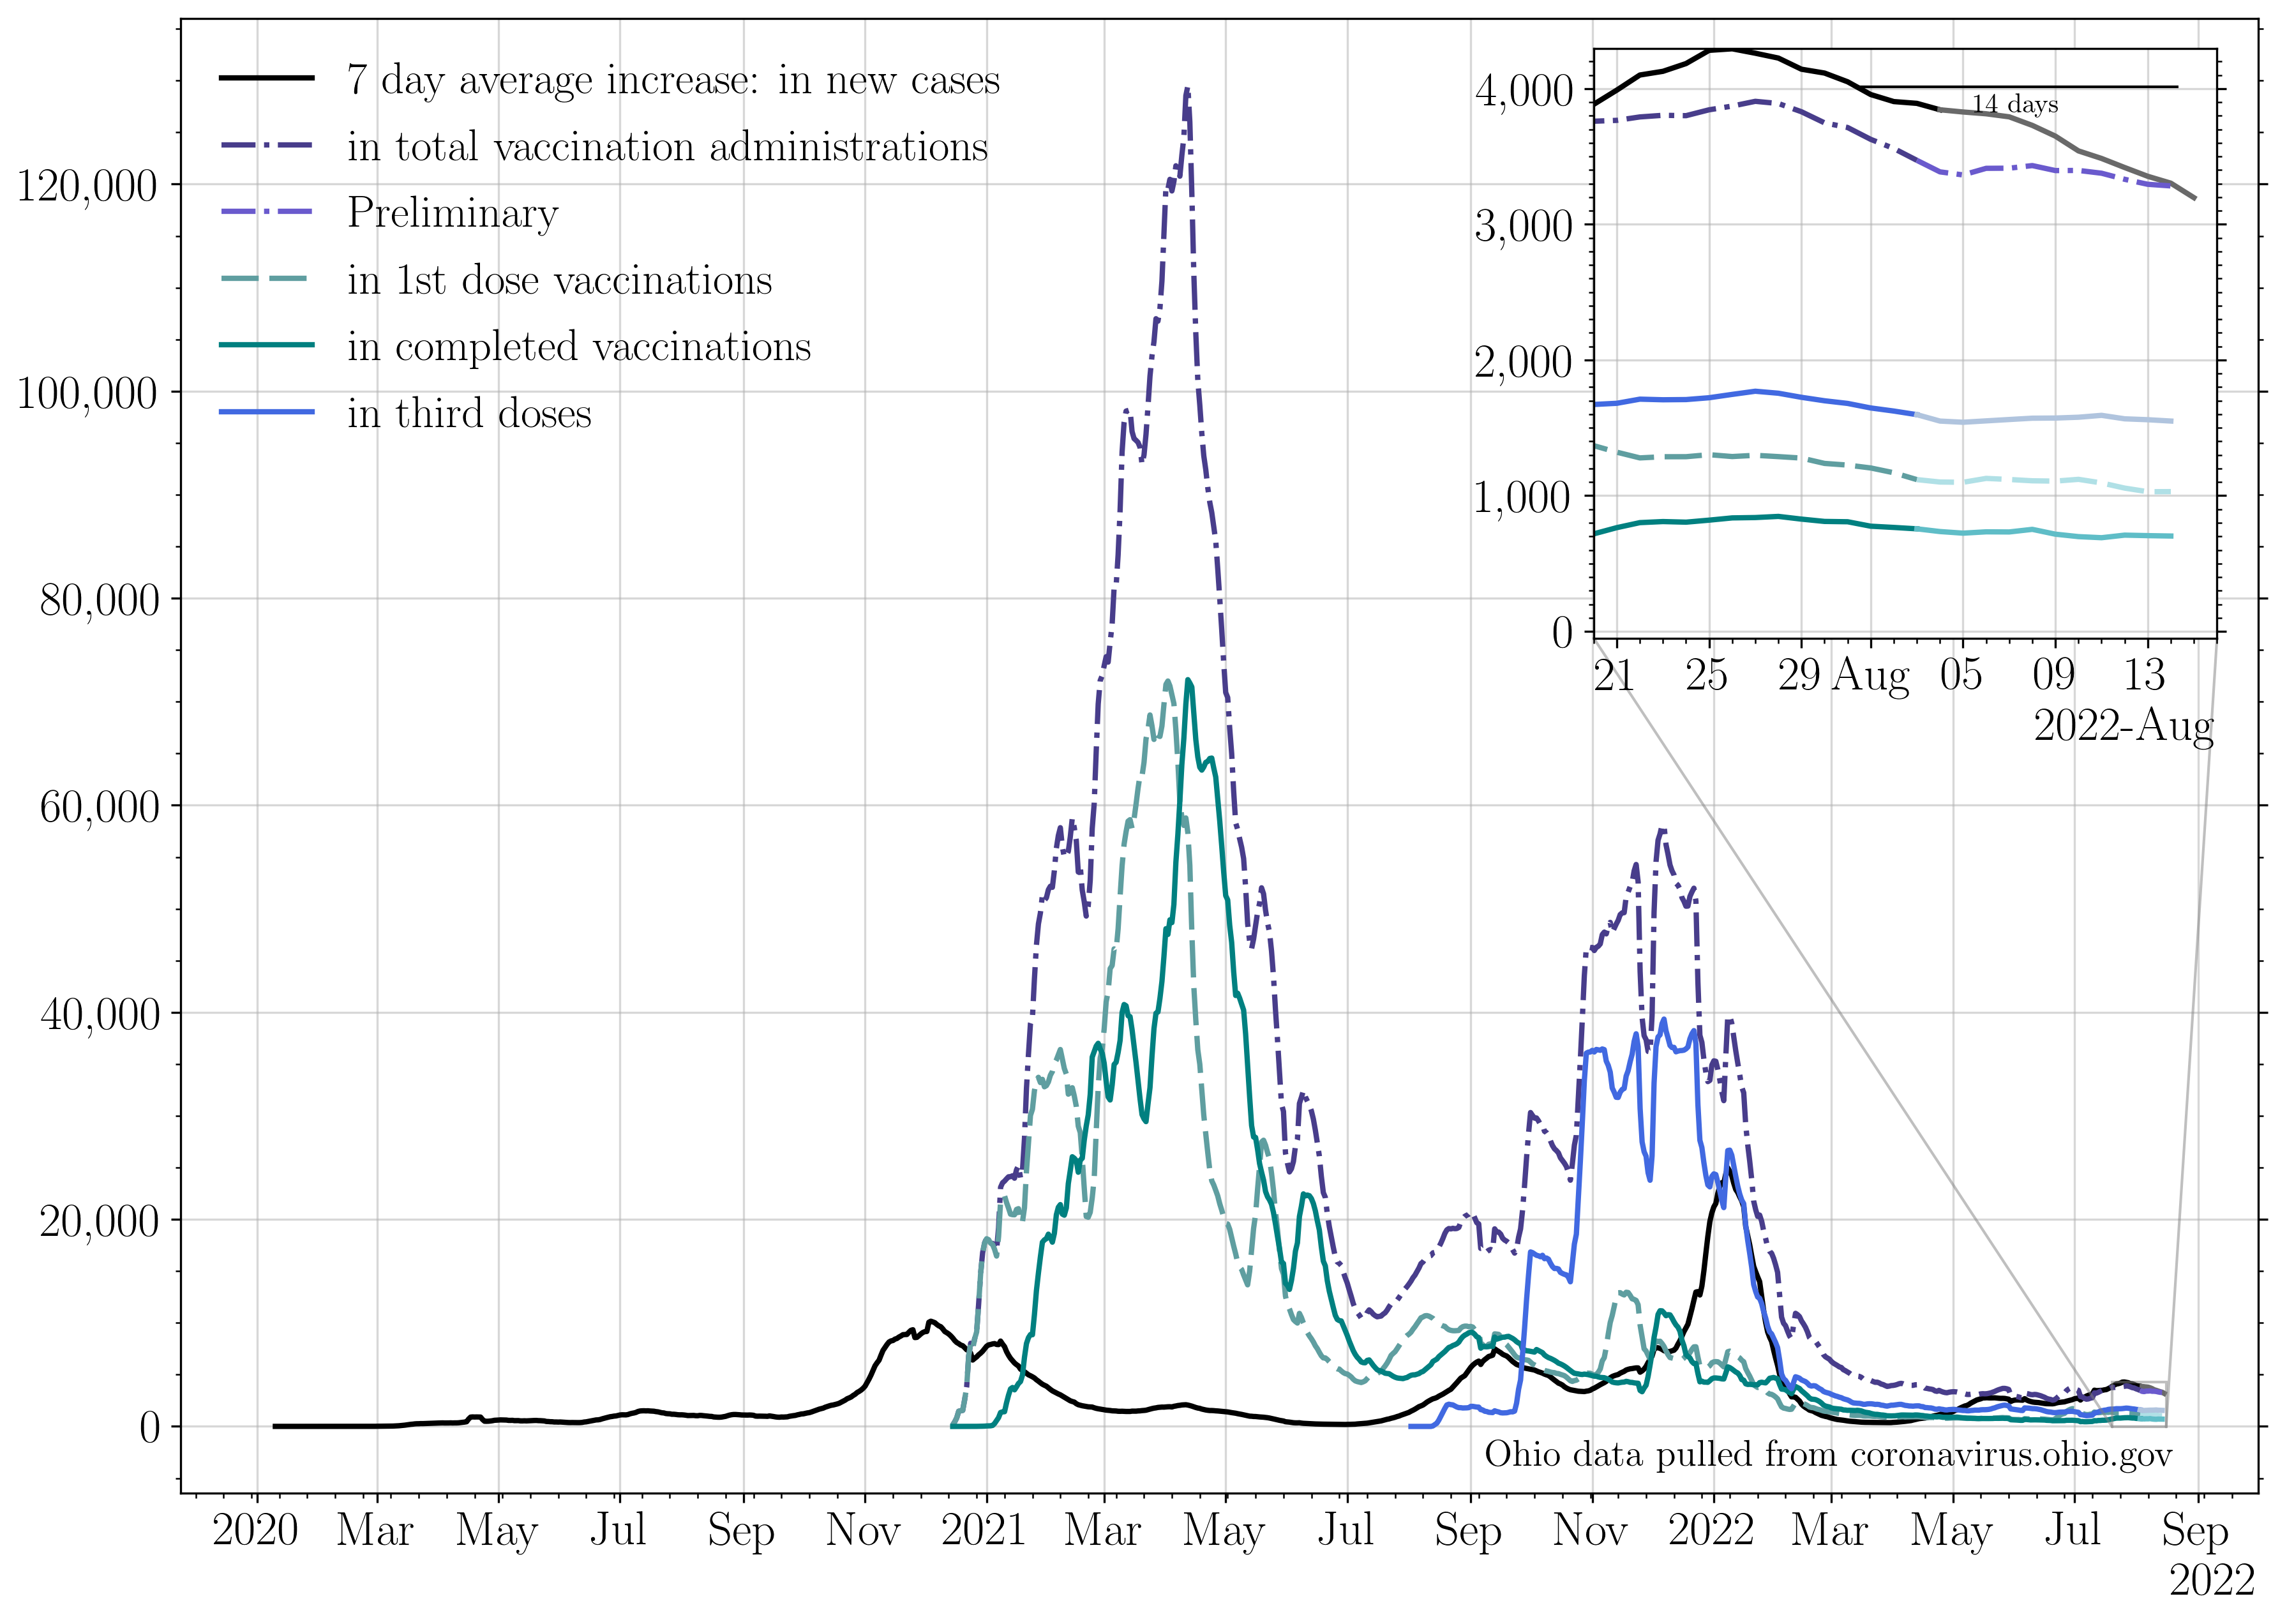 7 day average increase: in new cases
in total vaccination administrations
Preliminary
in 1st dose vaccinations
in completed vaccinations
in third doses
120,000
100,000
80,000
60,000
40,000
20,000
0
4,000
3,000
2,000
1,000
0
14 days
21 25 29 Aug 05 09 13
2022-Aug
Ohio data pulled from coronavirus.ohio.gov
2020 Mar May Jul Sep Nov 2021 Mar May Jul Sep Nov 2022 Mar May Jul Sep
2022